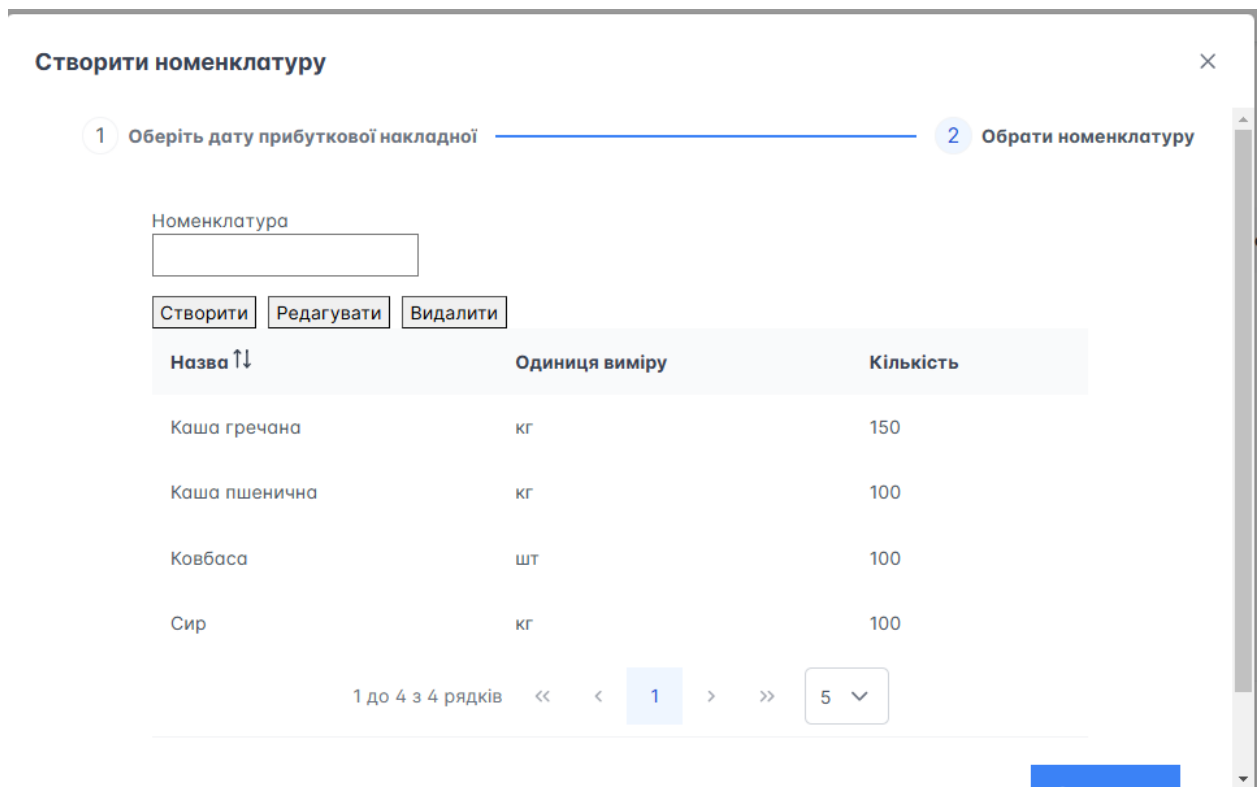 Створити номенклатуру
1 Оберіть дату прибуткової накладної 2 Обрати номенклатуру
Номенклатура
Створити Редагувати Видалити
Назва Одиниця виміру Кількість
Каша гречана кг 150
Каша пшенична кг 100
Ковбаса шт 100
Сир кг 100
1 до 4 з 4 рядків « ‹ 1 › » 5